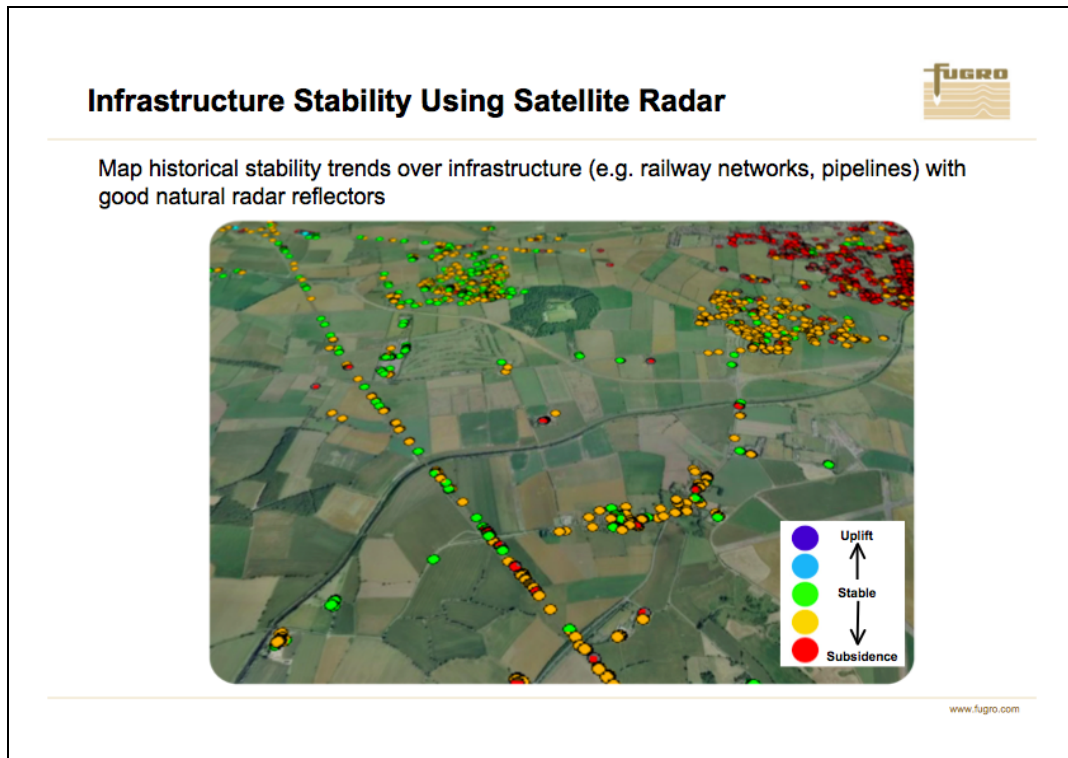 fUGRO
Infrastructure Stability Using Satellite Radar
Map historical stability trends over infrastructure (e.g. railway networks, pipelines) with
good natural radar reflectors
Uplift
Stable
Subsidence
www.fugro.com